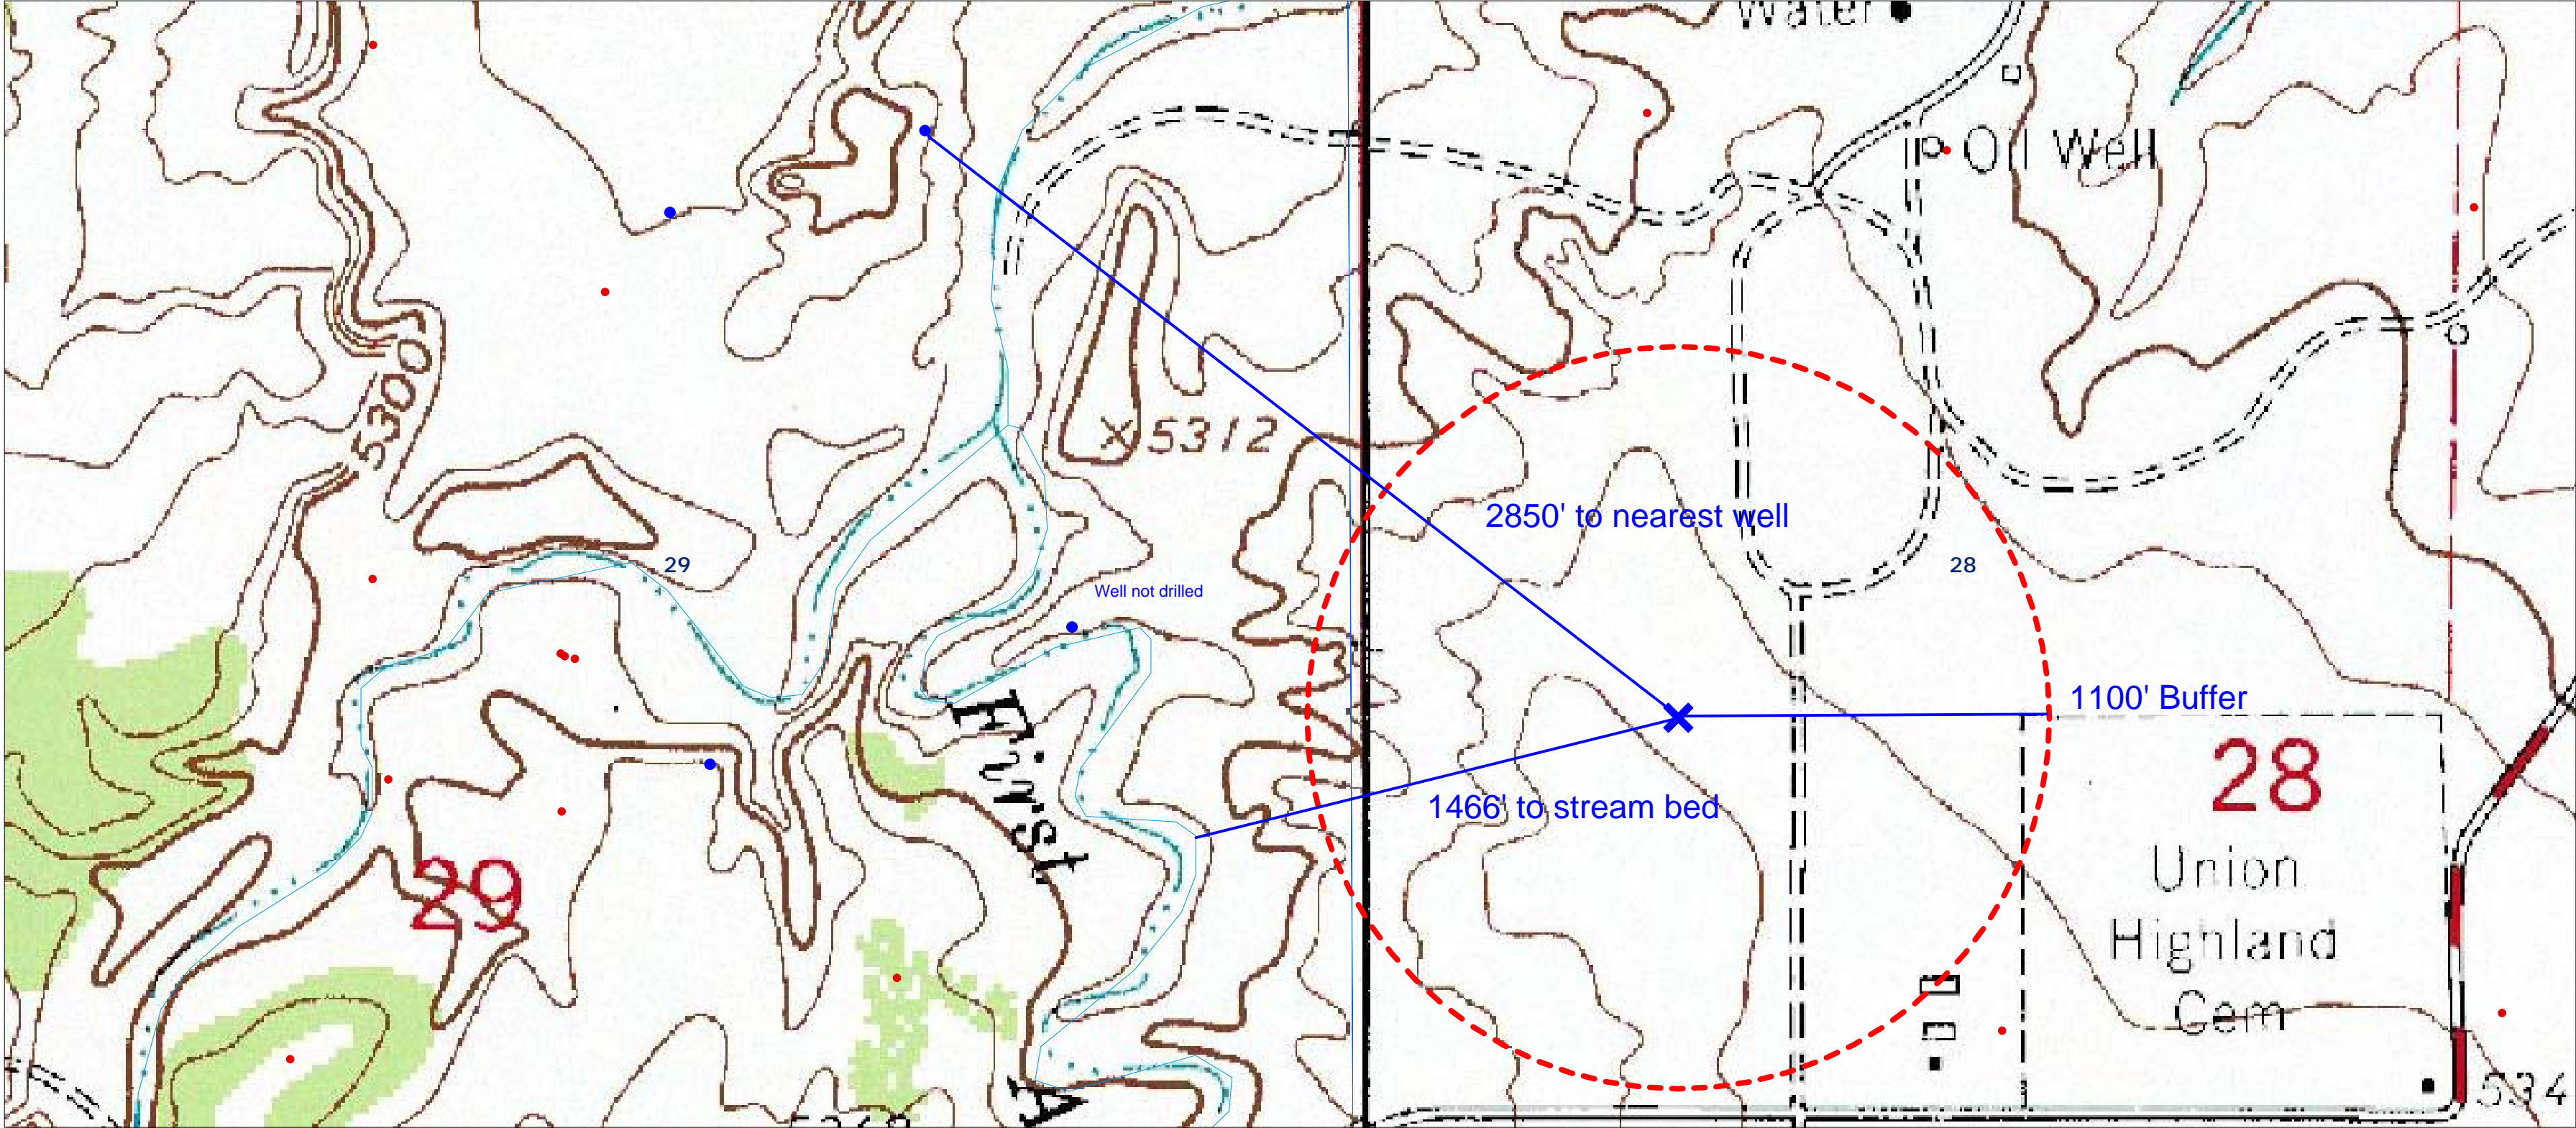 Water
Oil Well
5300
5312
2850' to nearest well
29
28
Well not drilled
First
1100' Buffer
28
1466' to stream bed
Union
Highland
Cem
29
A
534